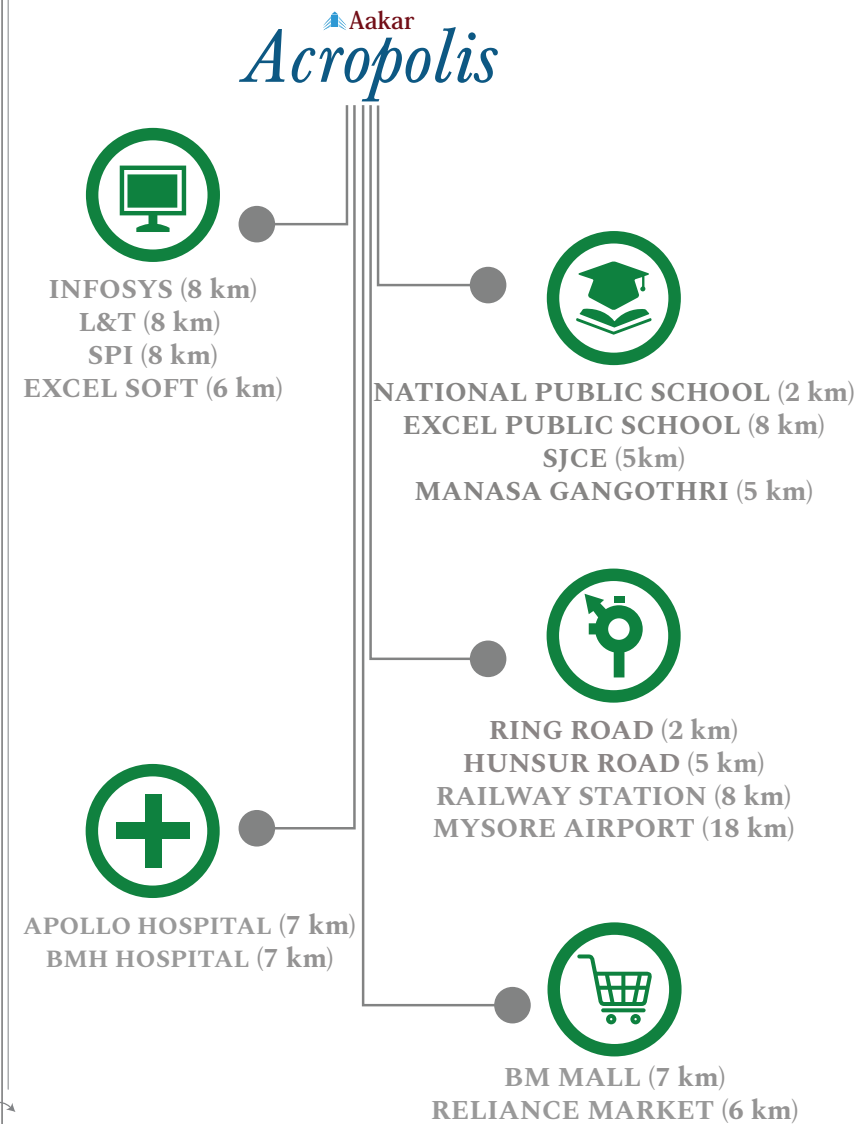 Aakar
Acropolis
INFOSYS (8 km)
L&T (8 km)
SPI (8 km)
EXCEL SOFT (6 km)
NATIONAL PUBLIC SCHOOL (2 km)
EXCEL PUBLIC SCHOOL (8 km)
SJCE (5km)
MANASA GANGOTHRI (5 km)
RING ROAD (2 km)
HUNSUR ROAD (5 km)
RAILWAY STATION (8 km)
MYSORE AIRPORT (18 km)
APOLLO HOSPITAL (7 km)
BMH HOSPITAL (7 km)
BM MALL (7 km)
RELIANCE MARKET (6 km)